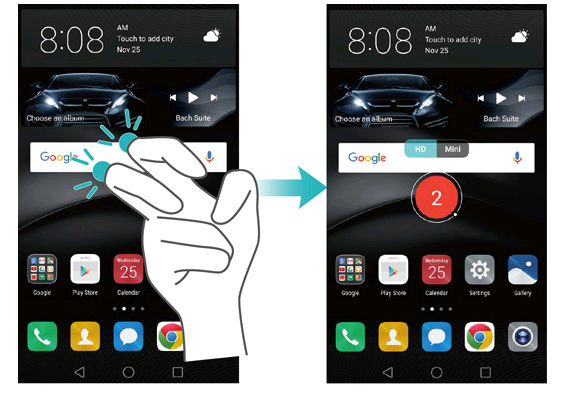 8:08
AM
Touch to add city
Nov 25
Choose an album
Bach Suite
Google
Wednesday
25
Google
Play Store
Calendar
8:08
AM
Touch to add city
Nov 25
Choose an album
Bach Suite
HD
Mini
Google
2
Wednesday
25
Google
Play Store
Calendar
Settings
Gallery